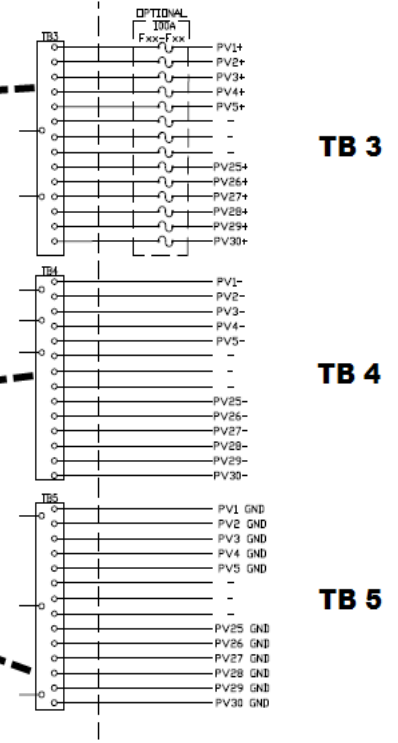 OPTIONAL
100A
Fxx-Fxx
TB3
PV1+
PV2+
PV3+
PV4+
PV5+
-
-
-
PV25+
PV26+
PV27+
PV28+
PV29+
PV30+
TB 3
TB4
PV1-
PV2-
PV3-
PV4-
PV5-
-
-
-
PV25-
PV26-
PV27-
PV28-
PV29-
PV30-
TB 4
TB5
PV1 GND
PV2 GND
PV3 GND
PV4 GND
PV5 GND
-
-
-
PV25 GND
PV26 GND
PV27 GND
PV28 GND
PV29 GND
PV30 GND
TB 5